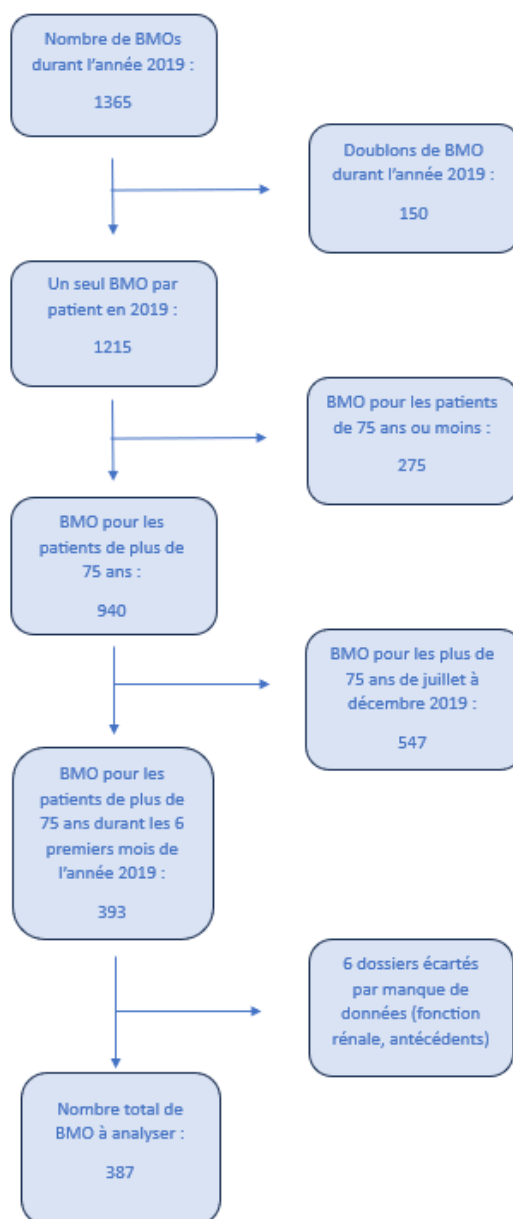 Nombre de BMOs
durant l'année 2019 :
1365
Doublons de BMO
durant l'année 2019 :
150
Un seul BMO par
patient en 2019 :
1215
BMO pour les patients
de 75 ans ou moins :
275
BMO pour les
patients de plus de
75 ans :
940
BMO pour les plus de
75 ans de juillet à
décembre 2019 :
547
BMO pour les
patients de plus de
75 ans durant les 6
premiers mois de
l'année 2019 :
393
6 dossiers écartés
par manque de
données (fonction
rénale, antécédents)
Nombre total de
BMO à analyser :
387